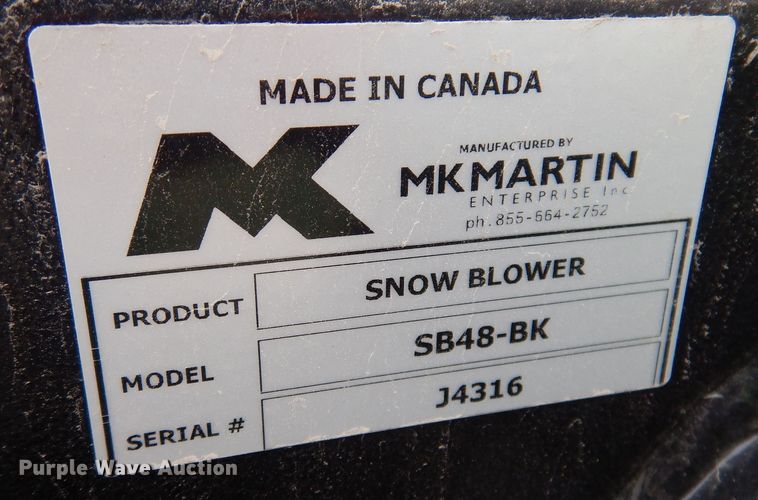 MADE IN CANADA
MK
MANUFACTURED BY
MKMARTIN
ENTERPRISE Inc
ph. 855-664-2752
PRODUCT SNOW BLOWER
MODEL SB48-BK
SERIAL # J4316
Purple Wave Auction